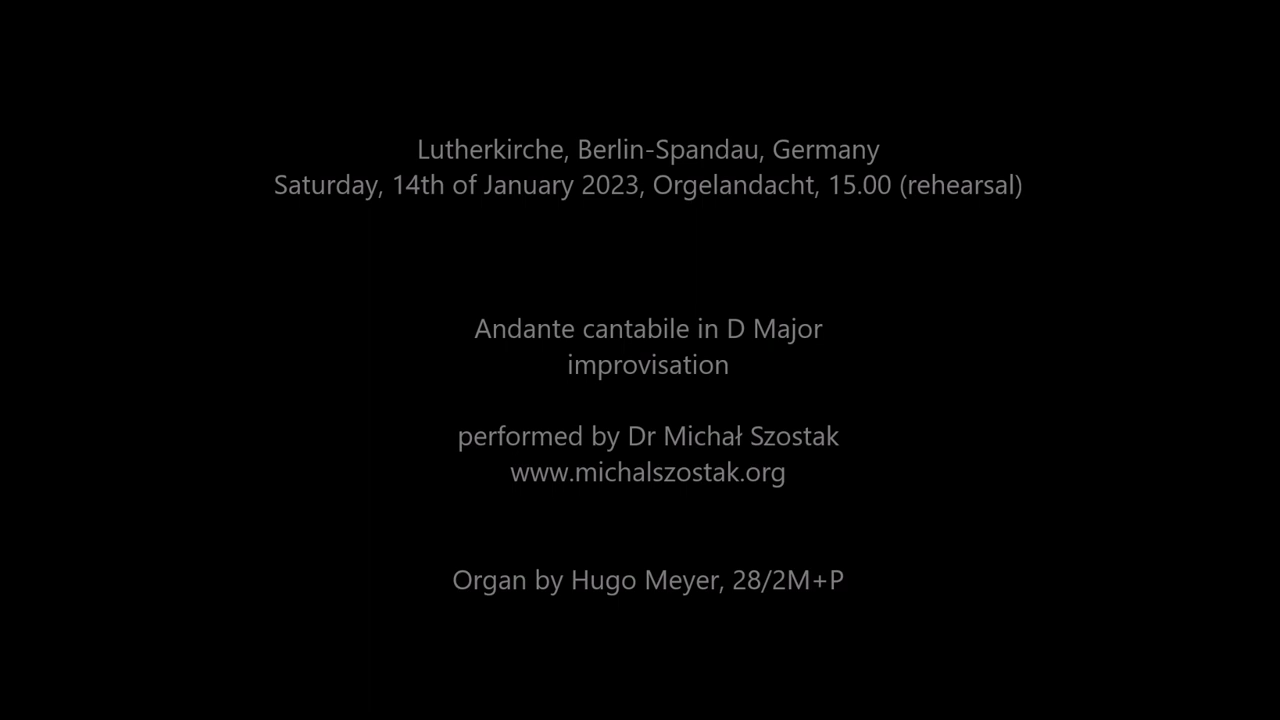 Lutherkirche, Berlin-Spandau, Germany
Saturday, 14th of January 2023, Orgelandacht, 15.00 (rehearsal)
Andante cantabile in D Major
improvisation
performed by Dr Michał Szostak
www.michalszostak.org
Organ by Hugo Meyer, 28/2M+P